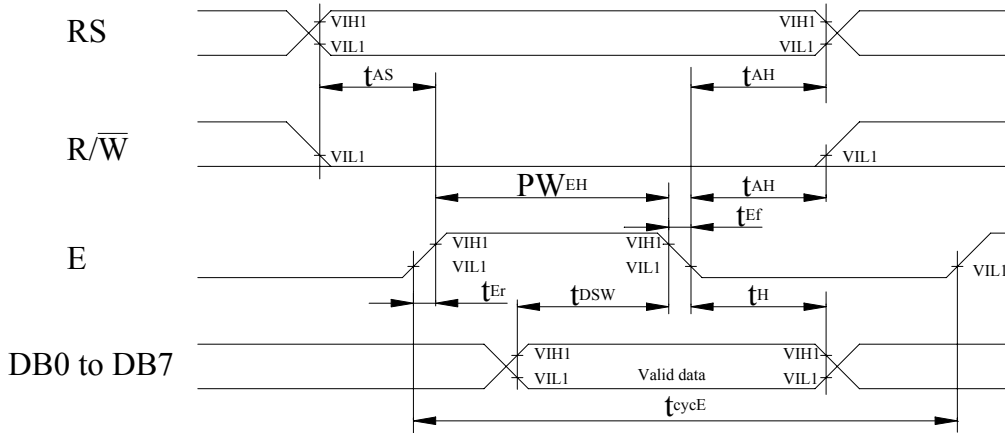 RS VIH1 VIH1
VIL1 VIL1
tAS tAH
R/W̅ VIL1 VIL1
PWEH tAH
tEf
E VIH1 VIH1
VIL1 VIL1 VIL1
tEr tDSW tH
DB0 to DB7 VIH1 VIH1
VIL1 Valid data VIL1
tcycE